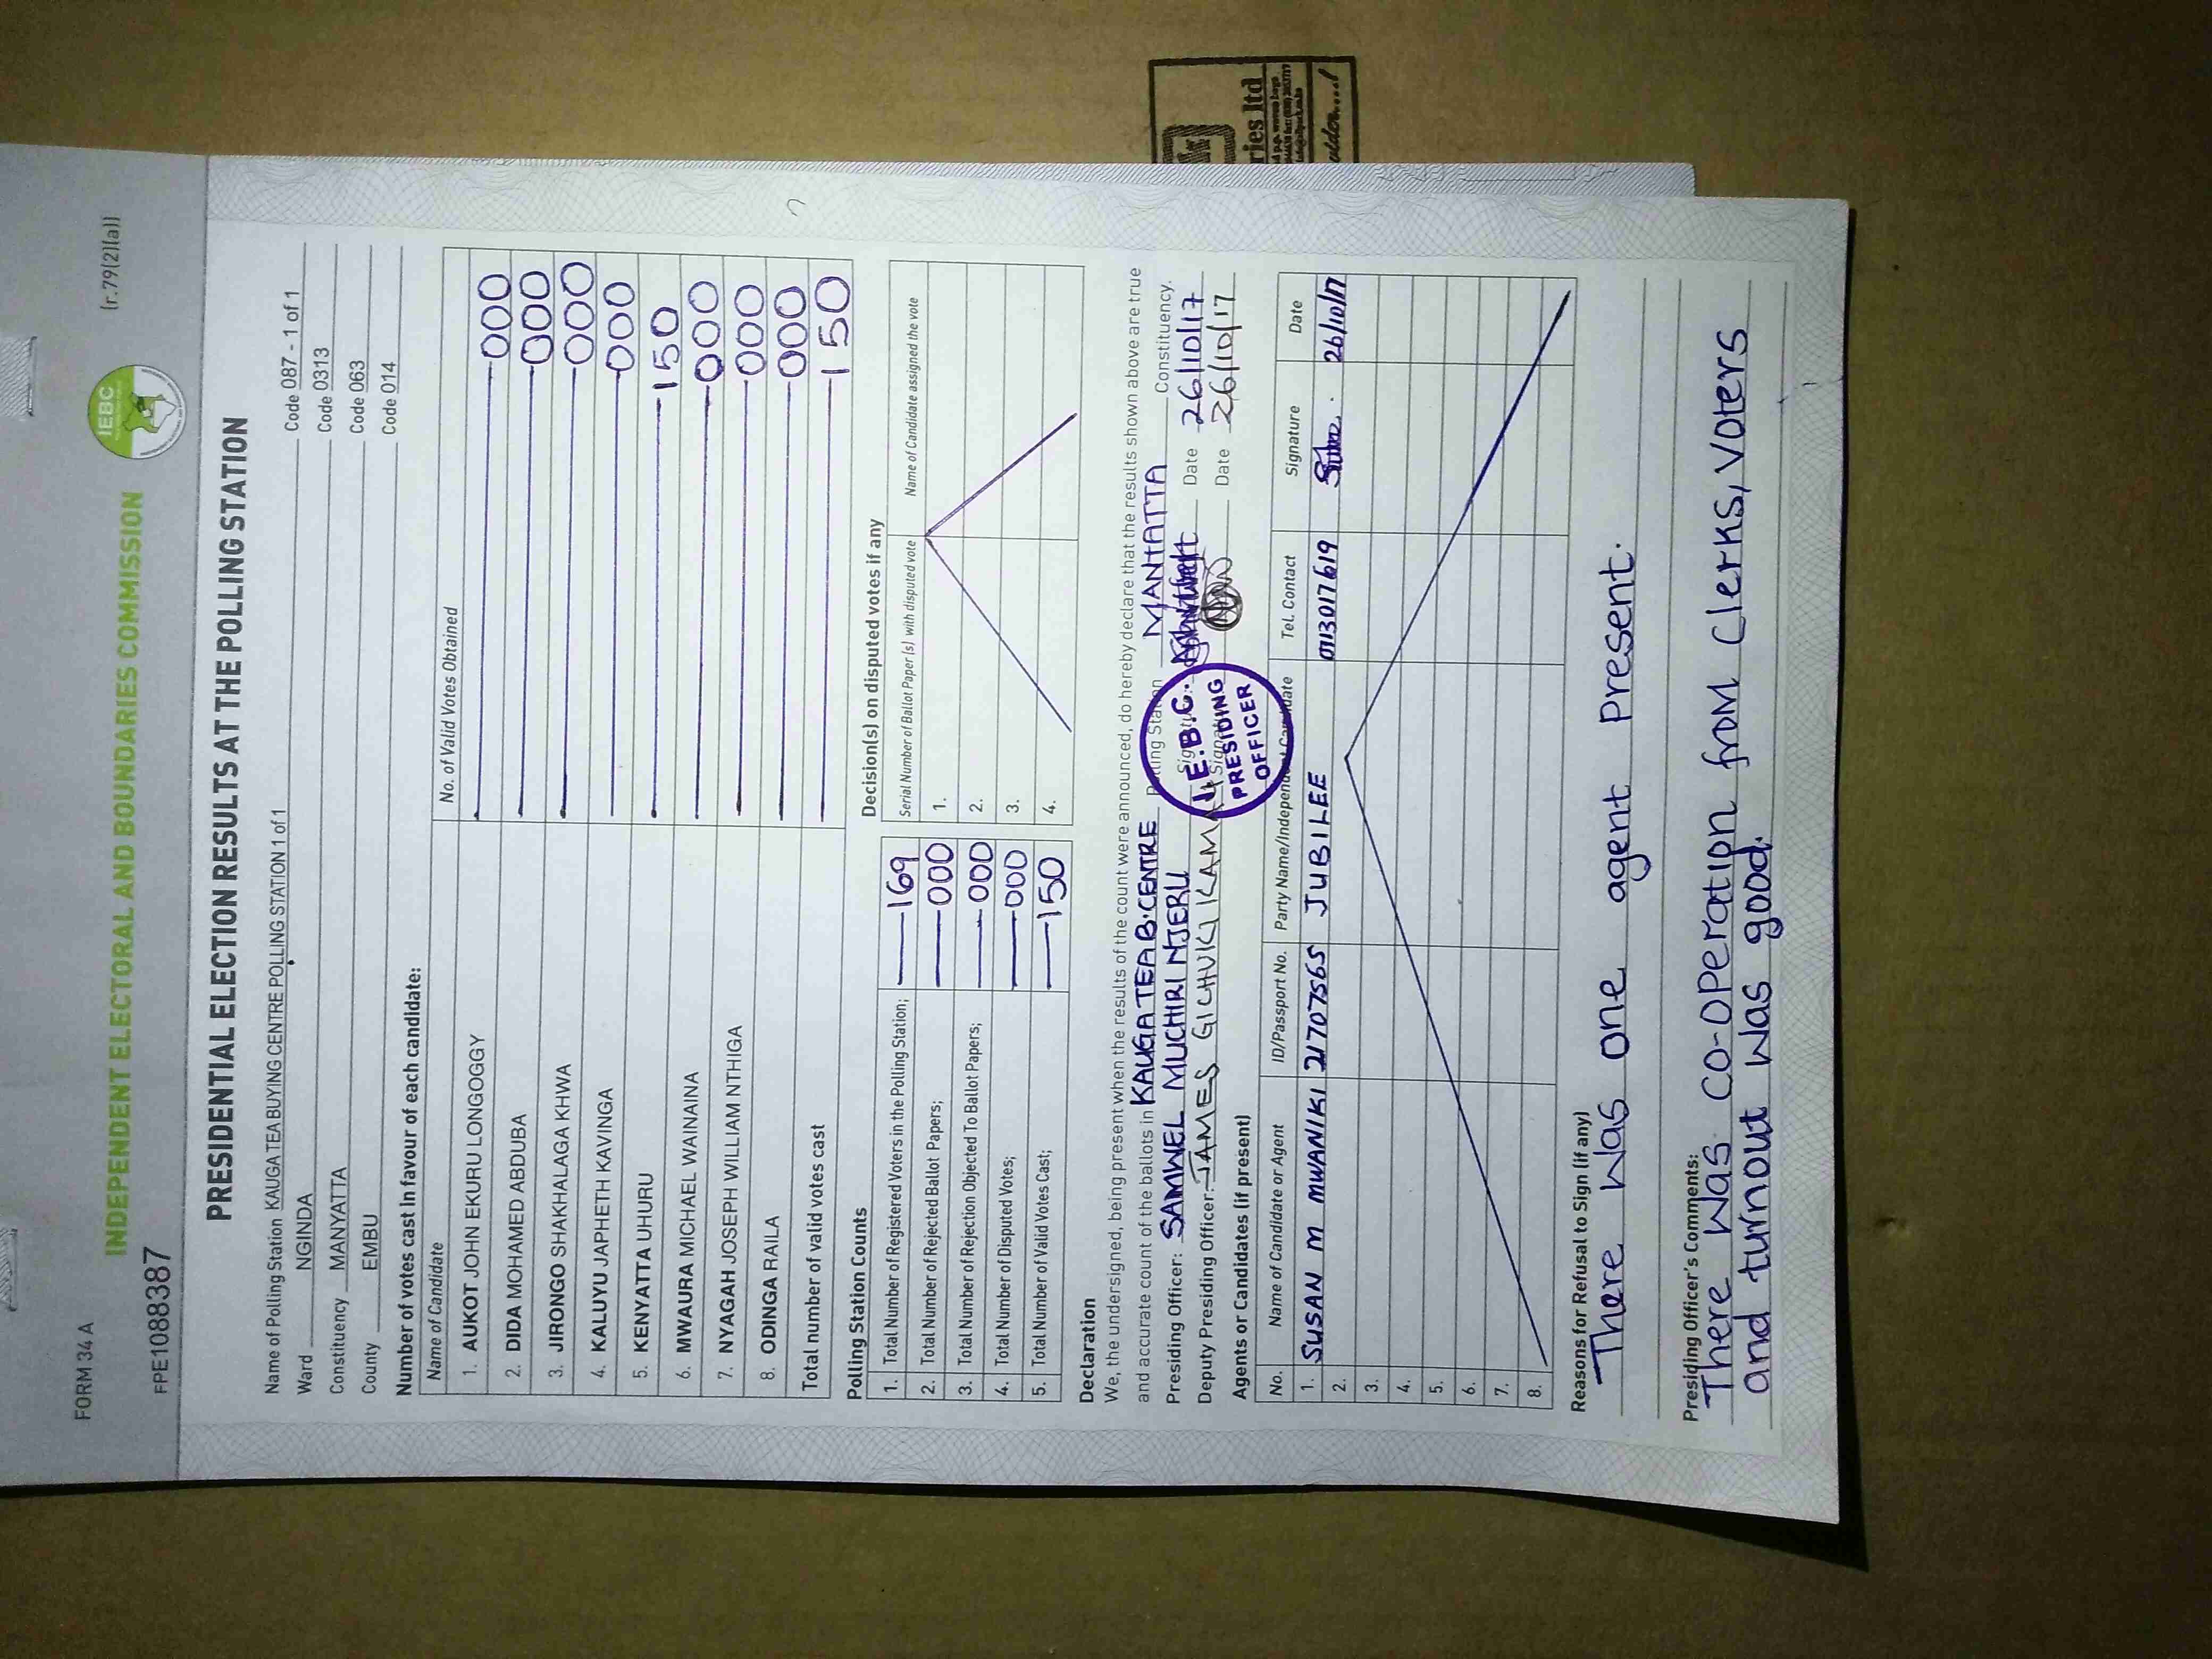 FORM 34 A
(r.79(2)(a))
INDEPENDENT ELECTORAL AND BOUNDARIES COMMISSION
IEBC
FPE1088387
PRESIDENTIAL ELECTION RESULTS AT THE POLLING STATION
Name of Polling Station KAUGA TEA BUYING CENTRE POLLING STATION 1 of 1 Code 087 - 1 of 1
Ward NGINDA Code 0313
Constituency MANYATTA Code 063
County EMBU Code 014
Number of votes cast in favour of each candidate:
Name of Candidate No. of Valid Votes Obtained
1. AUKOT JOHN EKURU LONGOGGY 000
2. DIDA MOHAMED ABDUBA 000
3. JIRONGO SHAKHALAGA KHWA 000
4. KALUYU JAPHETH KAVINGA 000
5. KENYATTA UHURU 150
6. MWAURA MICHAEL WAINAINA 000
7. NYAGAH JOSEPH WILLIAM NTHIGA 000
8. ODINGA RAILA 000
Total number of valid votes cast 150
Polling Station Counts
1. Total Number of Registered Voters in the Polling Station; 169
2. Total Number of Rejected Ballot Papers; 000
3. Total Number of Rejection Objected To Ballot Papers; 000
4. Total Number of Disputed Votes; 000
5. Total Number of Valid Votes Cast; 150
Decision(s) on disputed votes if any
Serial Number of Ballot Paper (s) with disputed vote Name of Candidate assigned the vote
1.
2.
3.
4.
Declaration
We, the undersigned, being present when the results of the count were announced, do hereby declare that the results shown above are true
and accurate count of the ballots in KAUGA TEA B.CENTRE Polling Station MANYATTA Constituency.
Presiding Officer: SAMWEL MUCHIRI NJERU Signature: Date 26/10/17
Deputy Presiding Officer: JAMES GICHUKI KAMAU Signature Date 26/10/17
I.E.B.C.
PRESIDING
OFFICER
Agents or Candidates (if present)
No. Name of Candidate or Agent ID/Passport No. Party Name/Independent Candidate Tel. Contact Signature Date
1. SUSAN M MWANIKI 21707565 JUBILEE 0713017619 26/10/17
2.
3.
4.
5.
6.
7.
8.
Reasons for Refusal to Sign (if any)
There was one agent Present.
Presiding Officer's Comments:
There was co-operation from Clerks, voters
and turnout was good.
ries ltd